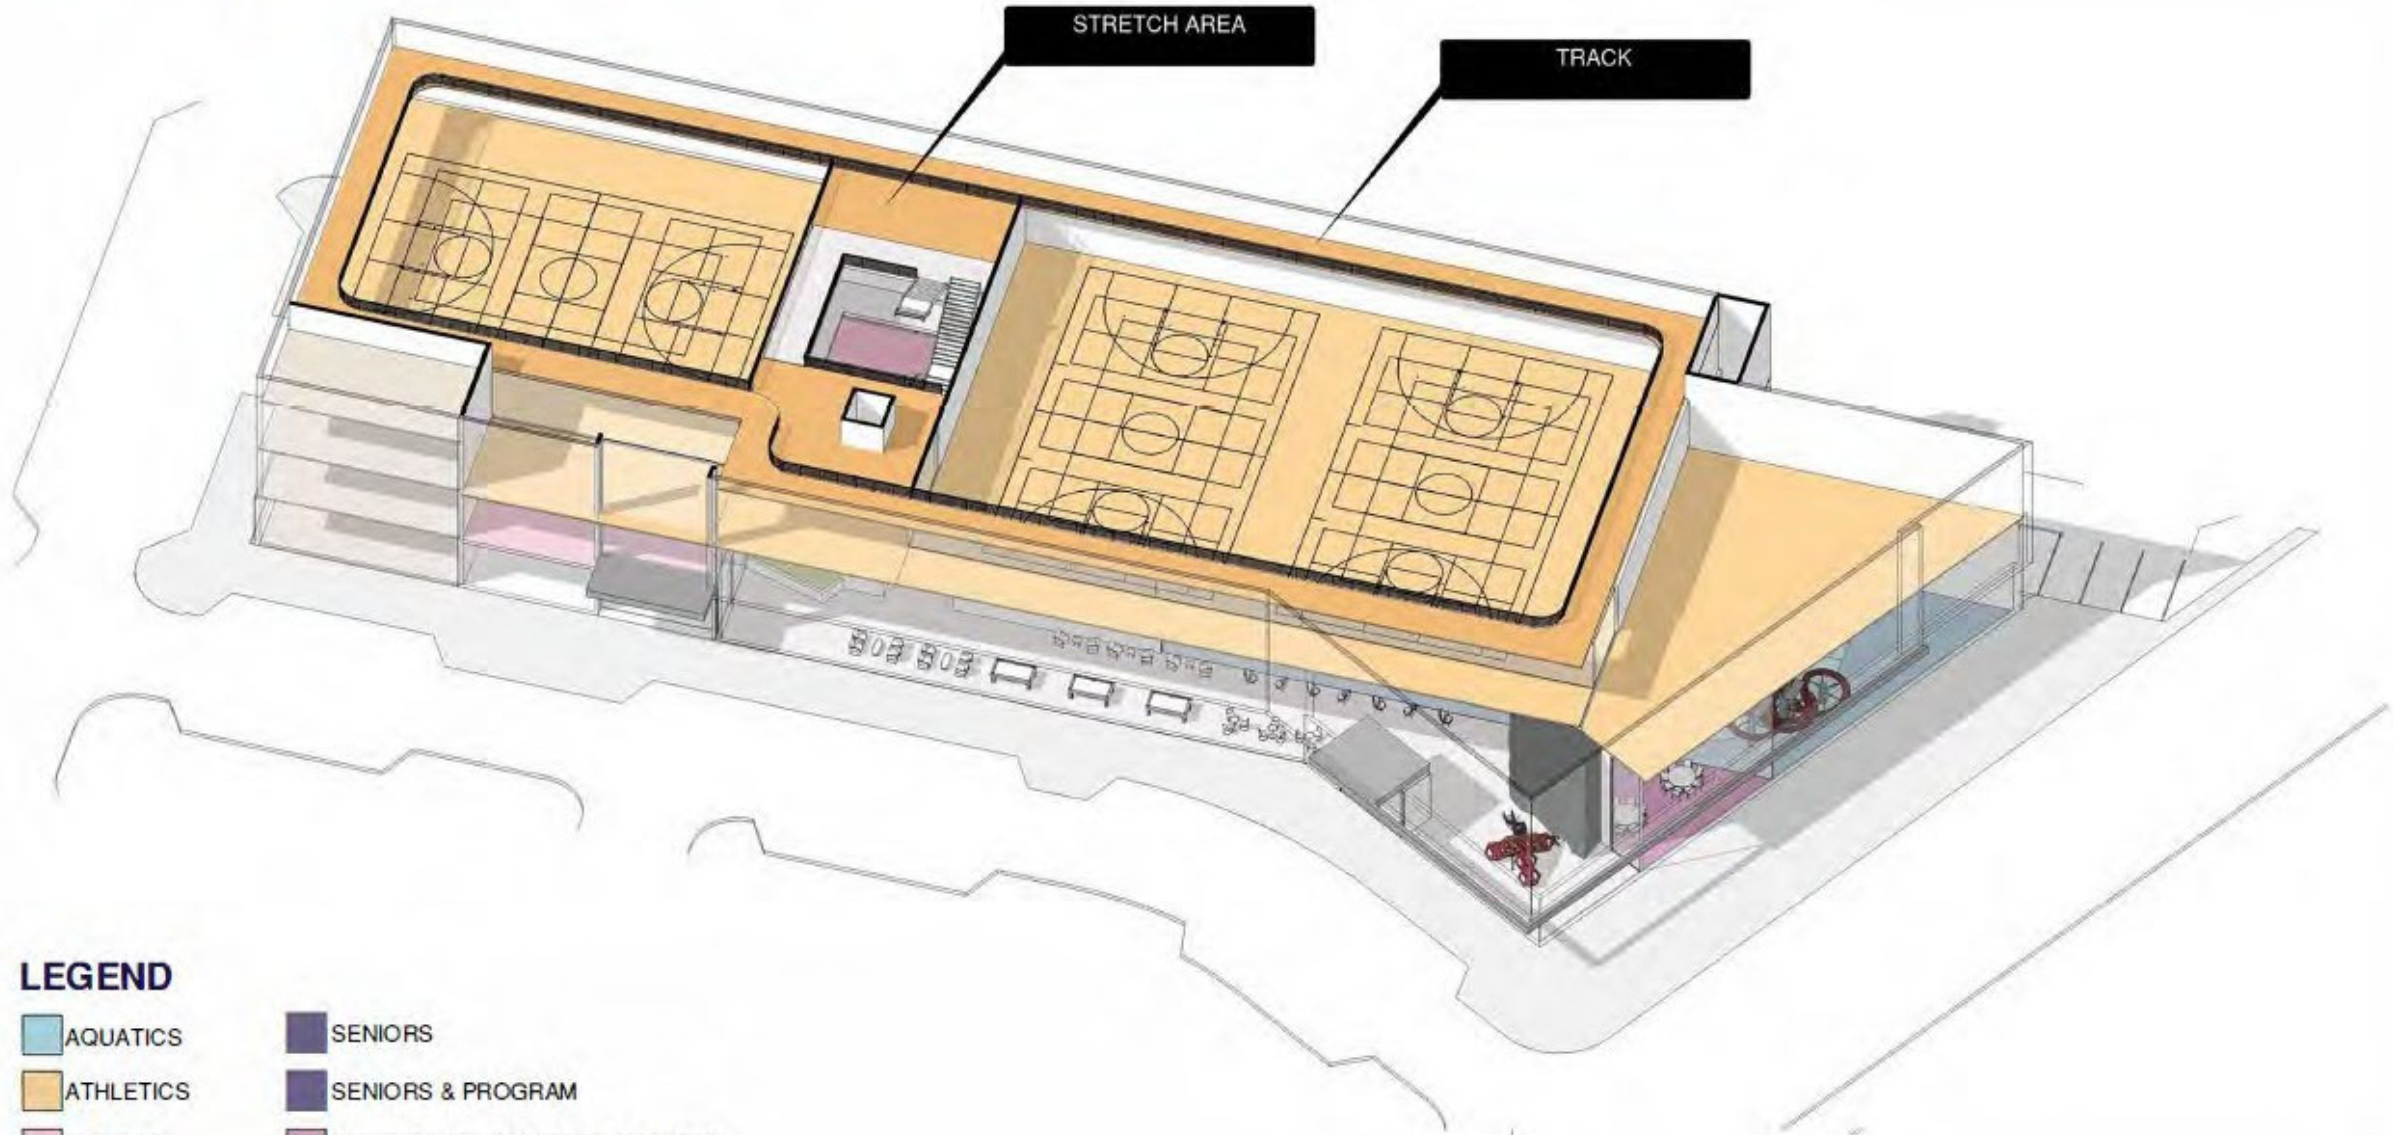 STRETCH AREA
TRACK
LEGEND
AQUATICS
SENIORS
ATHLETICS
SENIORS & PROGRAM